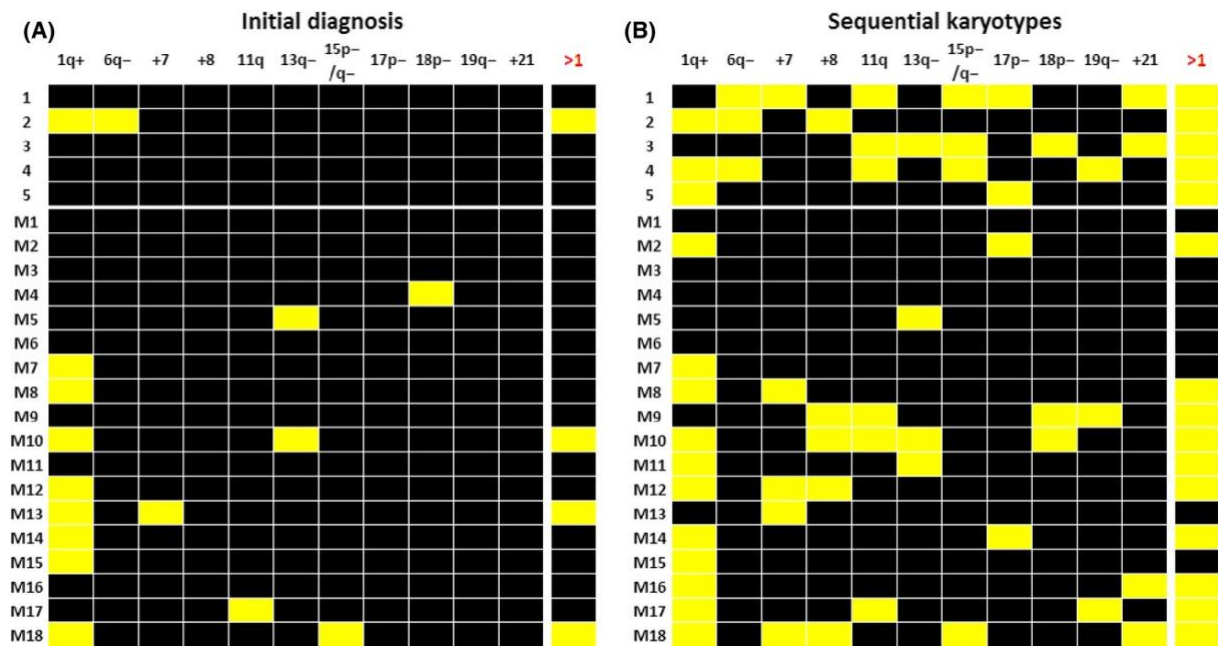 (A) Initial diagnosis
1q+ 6q– +7 +8 11q 13q– 15p–/q– 17p– 18p– 19q– +21 >1
(B) Sequential karyotypes
1q+ 6q– +7 +8 11q 13q– 15p–/q– 17p– 18p– 19q– +21 >1
1 1
2 2
3 3
4 4
5 5
M1 M1
M2 M2
M3 M3
M4 M4
M5 M5
M6 M6
M7 M7
M8 M8
M9 M9
M10 M10
M11 M11
M12 M12
M13 M13
M14 M14
M15 M15
M16 M16
M17 M17
M18 M18